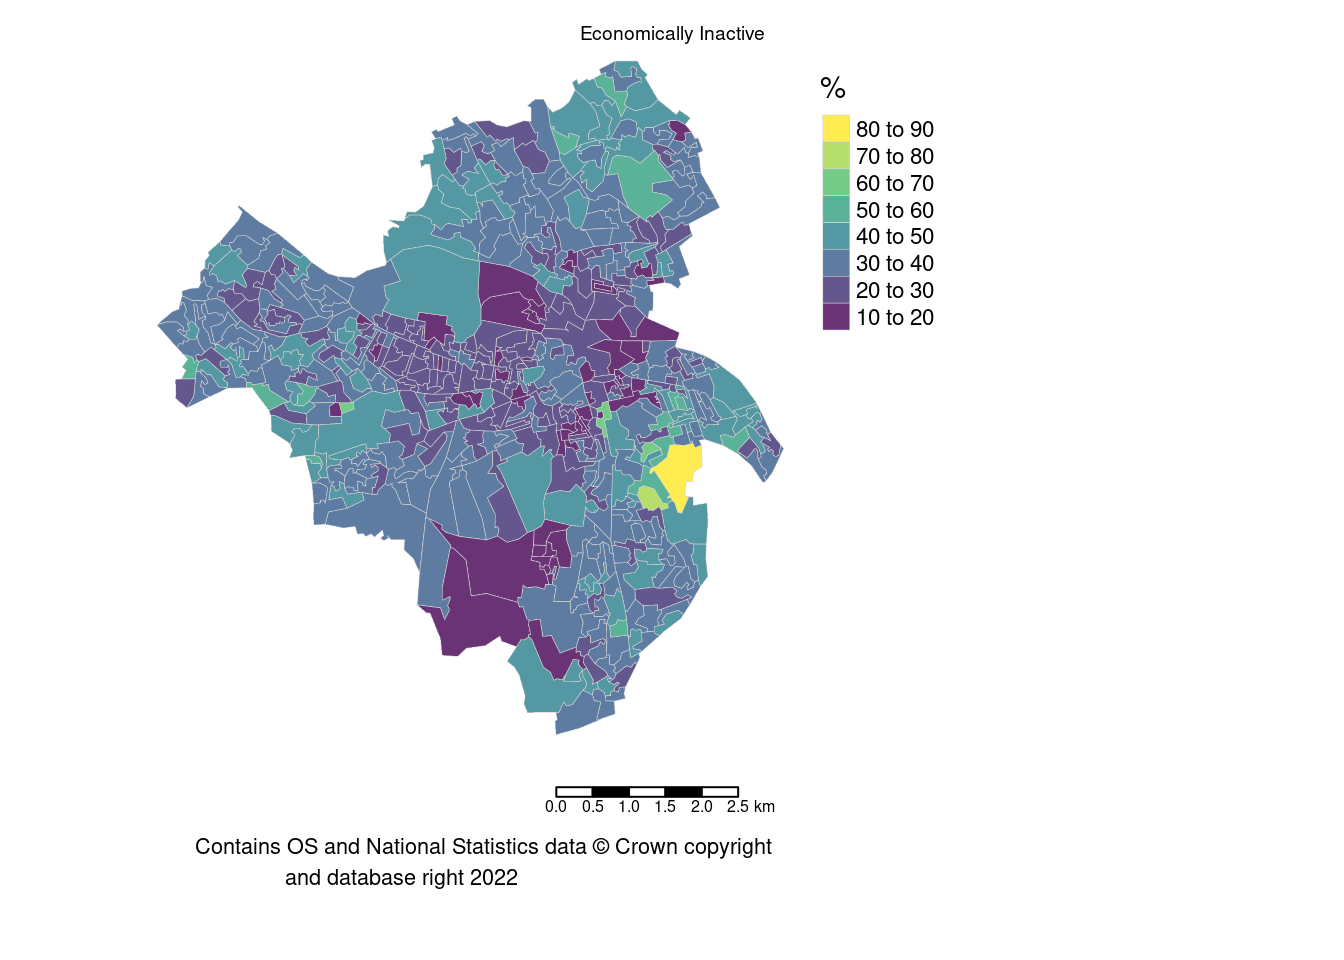 Economically Inactive
%
80 to 90
70 to 80
60 to 70
50 to 60
40 to 50
30 to 40
20 to 30
10 to 20
0.0 0.5 1.0 1.5 2.0 2.5 km
Contains OS and National Statistics data © Crown copyright
and database right 2022